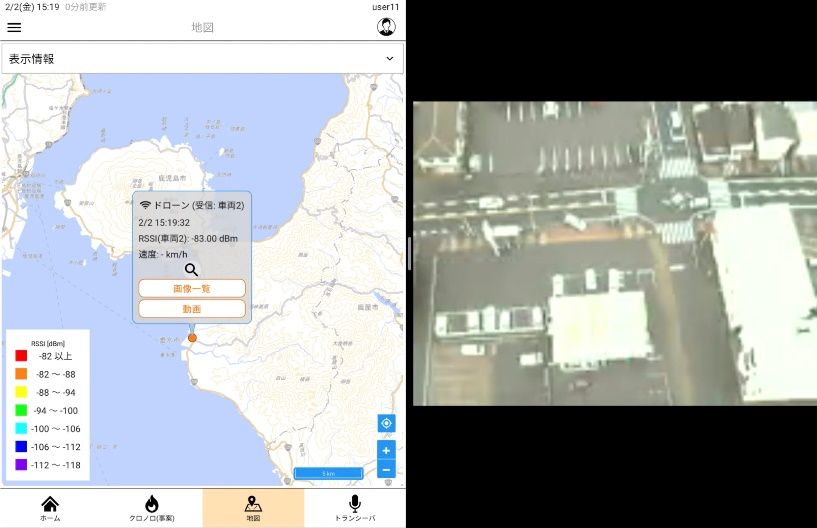 2/2(金) 15:19 0分前更新
user11
地図
表示情報
鹿児島市
ドローン (受信: 車両2)
2/2 15:19:32
RSSI(車両2): -83.00 dBm
速度: - km/h
画像一覧
動画
RSSI [dBm]
-82 以上
-82 ～ -88
-88 ～ -94
-94 ～ -100
-100 ～ -106
-106 ～ -112
-112 ～ -118
5 km
ホーム
クロノロ(事案)
地図
トランシーバ